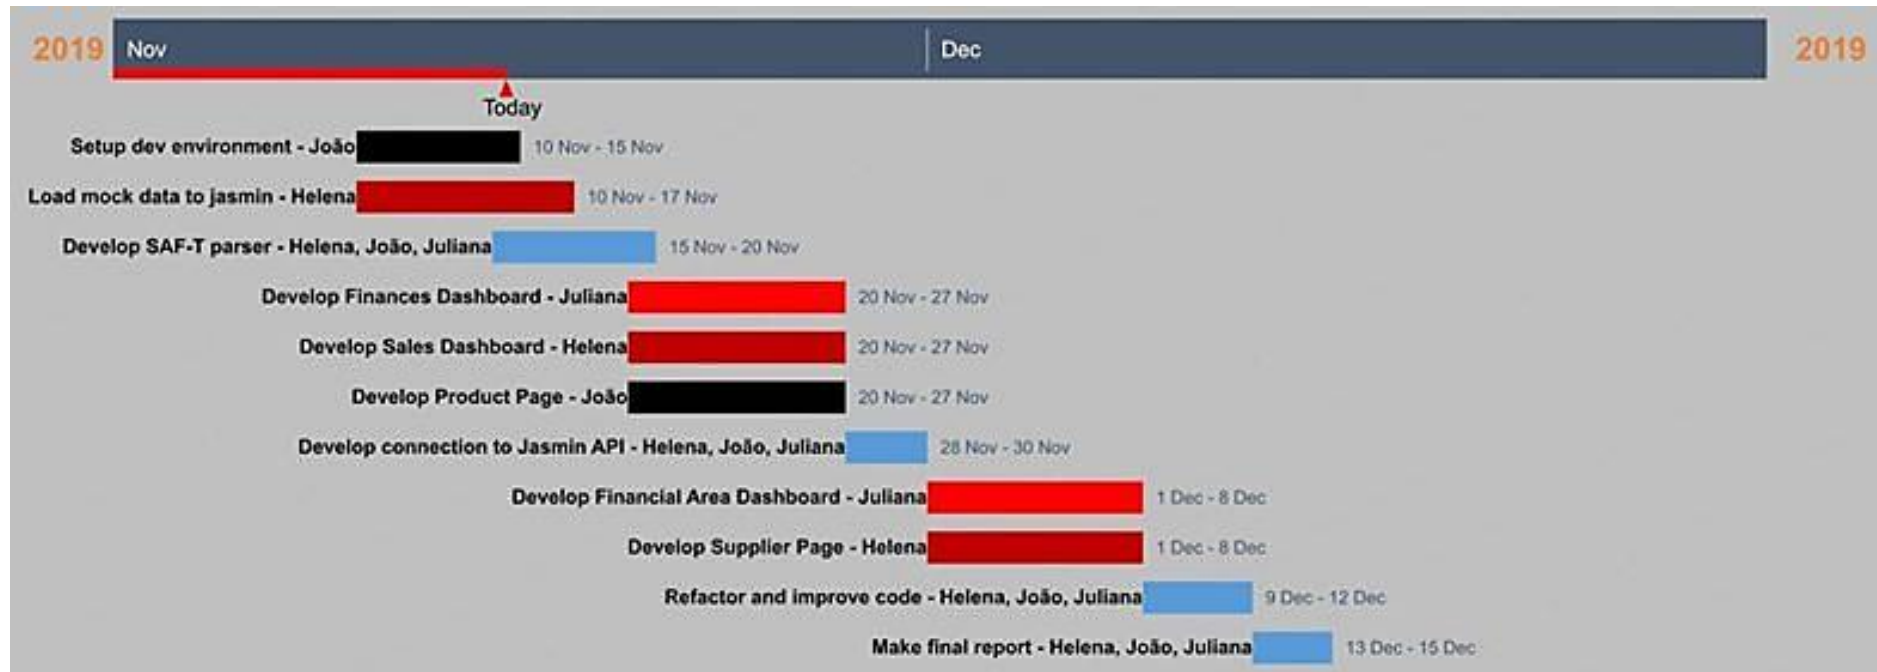 2019 Nov Dec 2019
Today
Setup dev environment - João 10 Nov - 15 Nov
Load mock data to jasmin - Helena 10 Nov - 17 Nov
Develop SAF-T parser - Helena, João, Juliana 15 Nov - 20 Nov
Develop Finances Dashboard - Juliana 20 Nov - 27 Nov
Develop Sales Dashboard - Helena 20 Nov - 27 Nov
Develop Product Page - João 20 Nov - 27 Nov
Develop connection to Jasmin API - Helena, João, Juliana 28 Nov - 30 Nov
Develop Financial Area Dashboard - Juliana 1 Dec - 8 Dec
Develop Supplier Page - Helena 1 Dec - 8 Dec
Refactor and improve code - Helena, João, Juliana 9 Dec - 12 Dec
Make final report - Helena, João, Juliana 13 Dec - 15 Dec